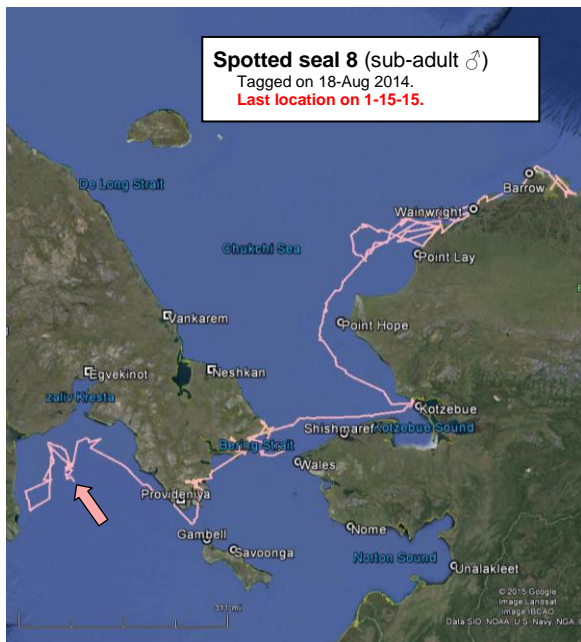 Spotted seal 8 (sub-adult ♂)
Tagged on 18-Aug 2014.
Last location on 1-15-15.
De Long Strait
Barrow
Wainwright
Chukchi Sea
Point Lay
Vankarem
Point Hope
Egvekinot
Neshkan
zaliv Kresta
Kotzebue
Shishmaref
Kotzebue Sound
Bering Strait
Wales
Provideniya
Gambell
Nome
Savoonga
Norton Sound
Unalakleet
311 mi
© 2015 Google
Image Landsat
Image IBCAO
Data SIO, NOAA, U.S. Navy, NGA,